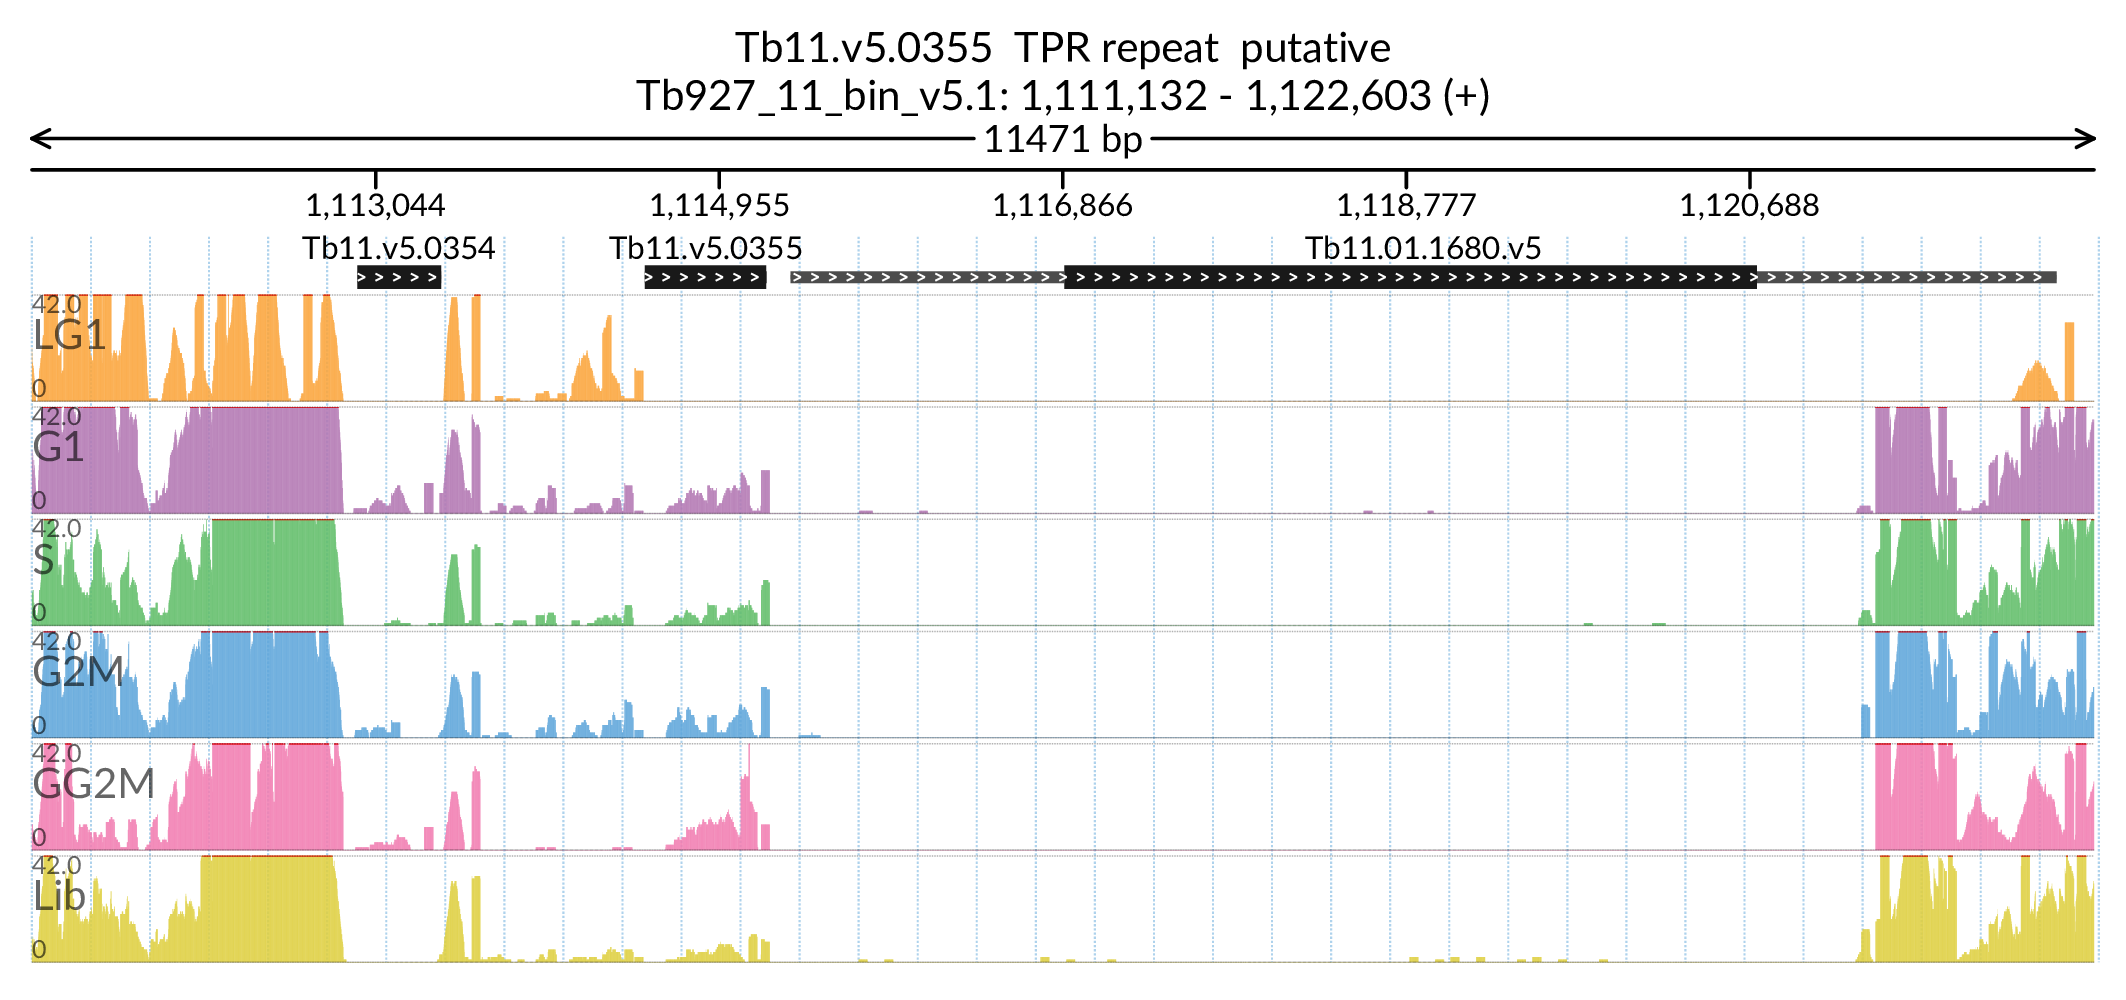 Tb11.v5.0355 TPR repeat putative
Tb927_11_bin_v5.1: 1,111,132 - 1,122,603 (+)
11471 bp
1,113,044 1,114,955 1,116,866 1,118,777 1,120,688
Tb11.v5.0354 Tb11.v5.0355 Tb11.01.1680.v5
42.0
LG1
0
42.0
G1
0
42.0
S
0
42.0
G2M
0
42.0
GG2M
0
42.0
Lib
0